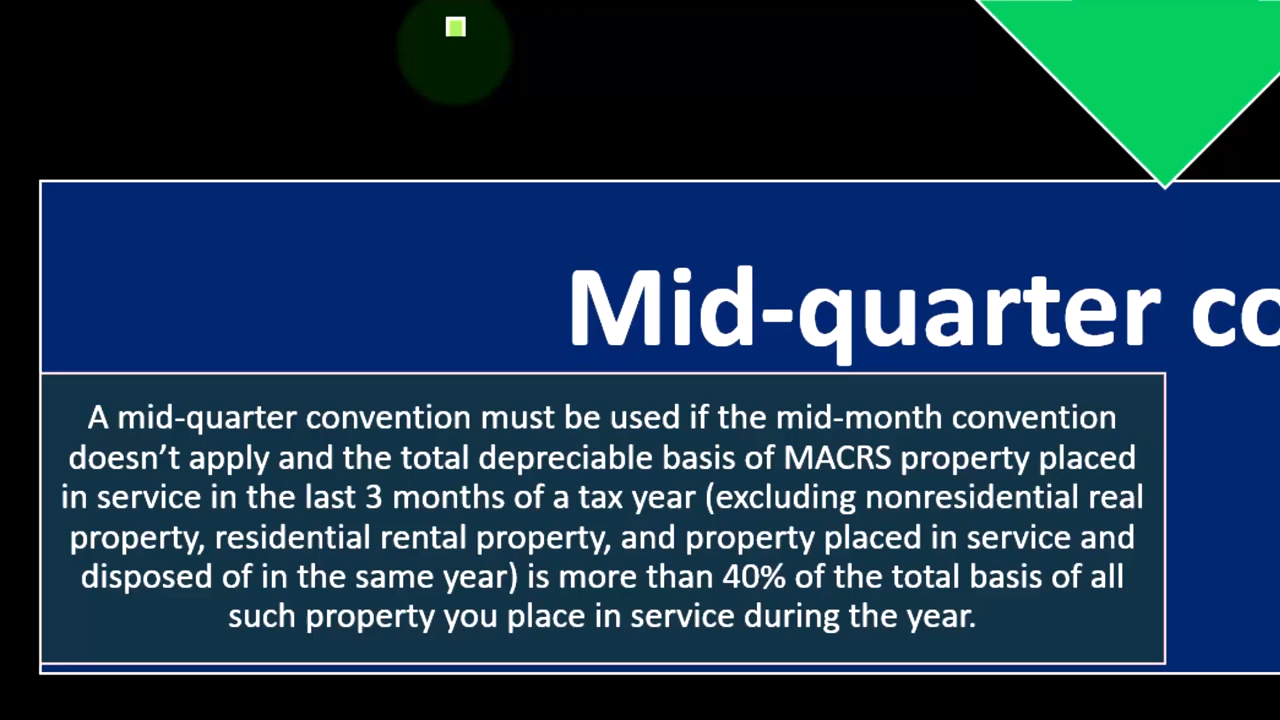 Mid-quarter co
A mid-quarter convention must be used if the mid-month convention
doesn’t apply and the total depreciable basis of MACRS property placed
in service in the last 3 months of a tax year (excluding nonresidential real
property, residential rental property, and property placed in service and
disposed of in the same year) is more than 40% of the total basis of all
such property you place in service during the year.